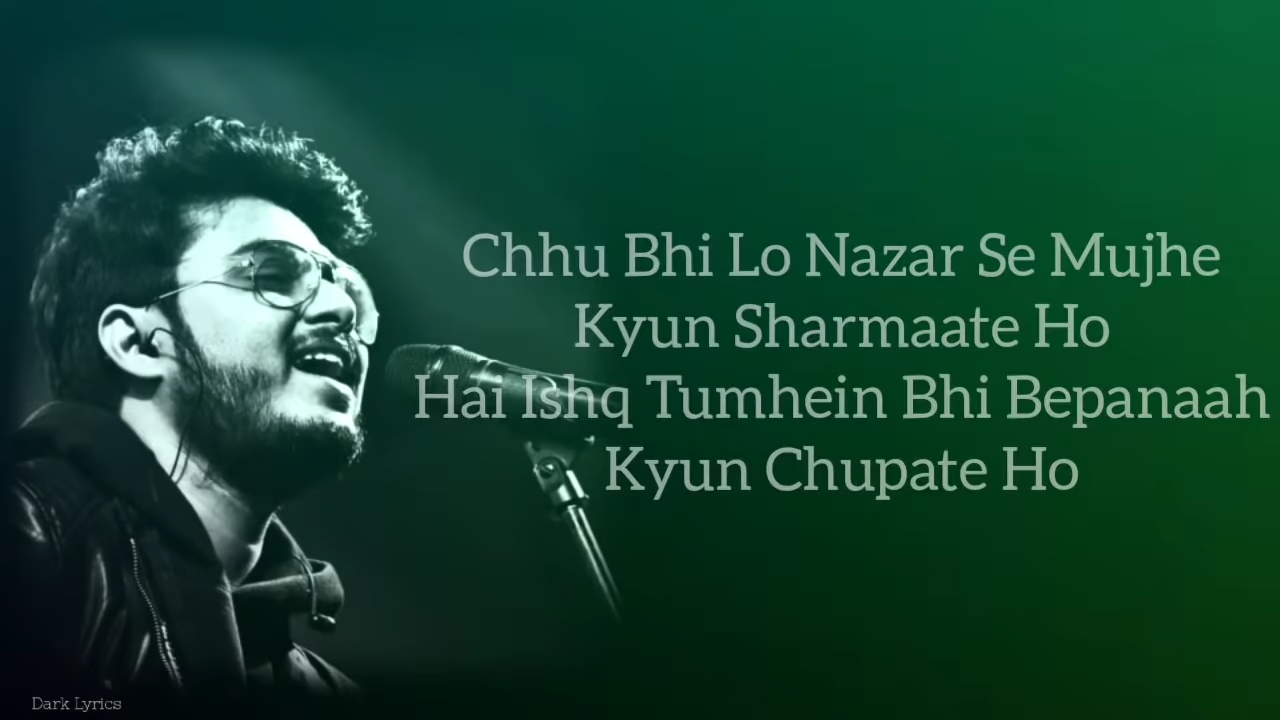 Chhu Bhi Lo Nazar Se Mujhe
Kyun Sharmaate Ho
Hai Ishq Tumhein Bhi Bepanaah
Kyun Chupate Ho
Dark Lyrics